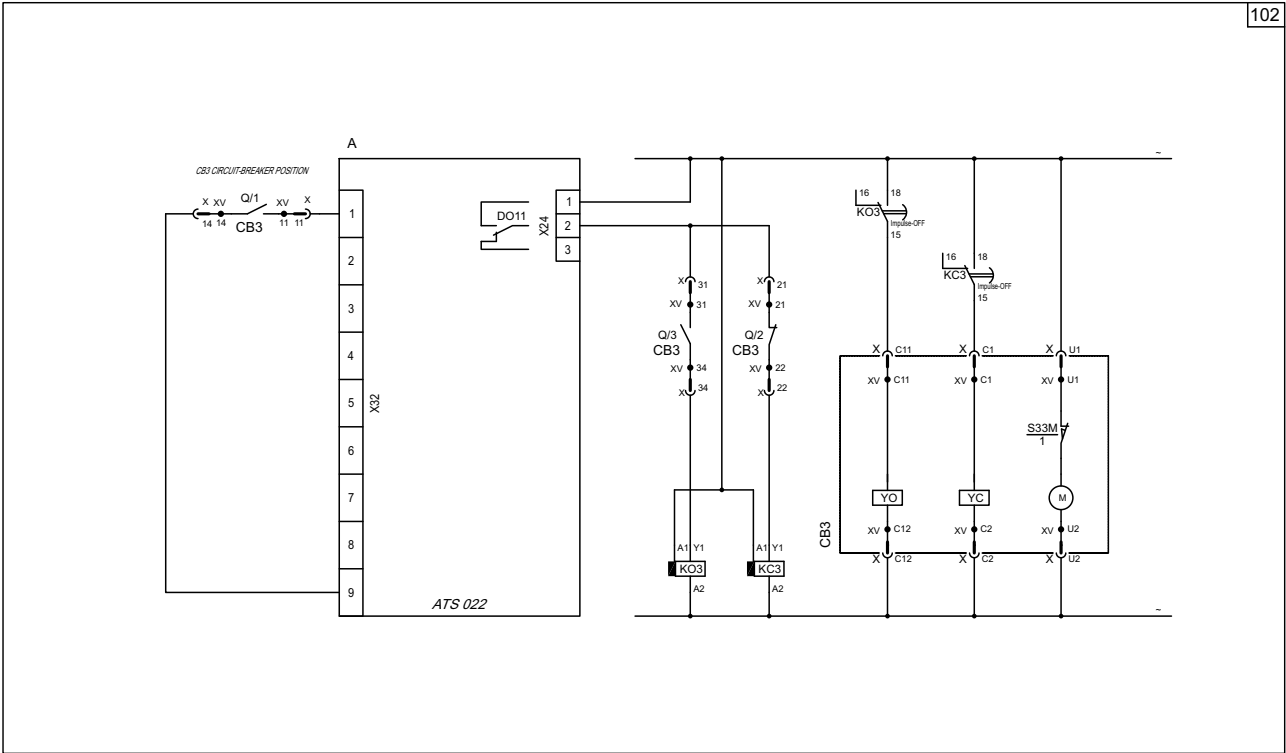 102
A
CB3 CIRCUIT-BREAKER POSITION
X XV Q/1 XV X
14 14 CB3 11 11
1
2
3
4
5
6
7
8
9
X32
ATS 022
DO11
X24
1
2
3
~
X 31
XV 31
Q/3
CB3
XV 34
X 34
X 21
XV 21
Q/2
CB3
XV 22
X 22
A1 Y1
KO3
A2
A1 Y1
KC3
A2
16 18
KO3
Impulse-OFF
15
16 18
KC3
Impulse-OFF
15
X C11
XV C11
YO
XV C12
X C12
X C1
XV C1
YC
XV C2
X C2
X U1
XV U1
S33M
1
M
XV U2
X U2
CB3
~